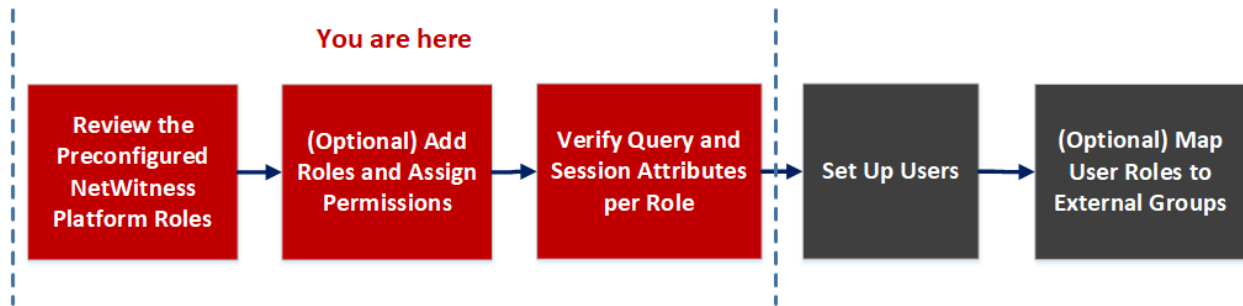 You are here
Review the
Preconfigured
NetWitness
Platform Roles
(Optional) Add
Roles and Assign
Permissions
Verify Query and
Session Attributes
per Role
Set Up Users
(Optional) Map
User Roles to
External Groups